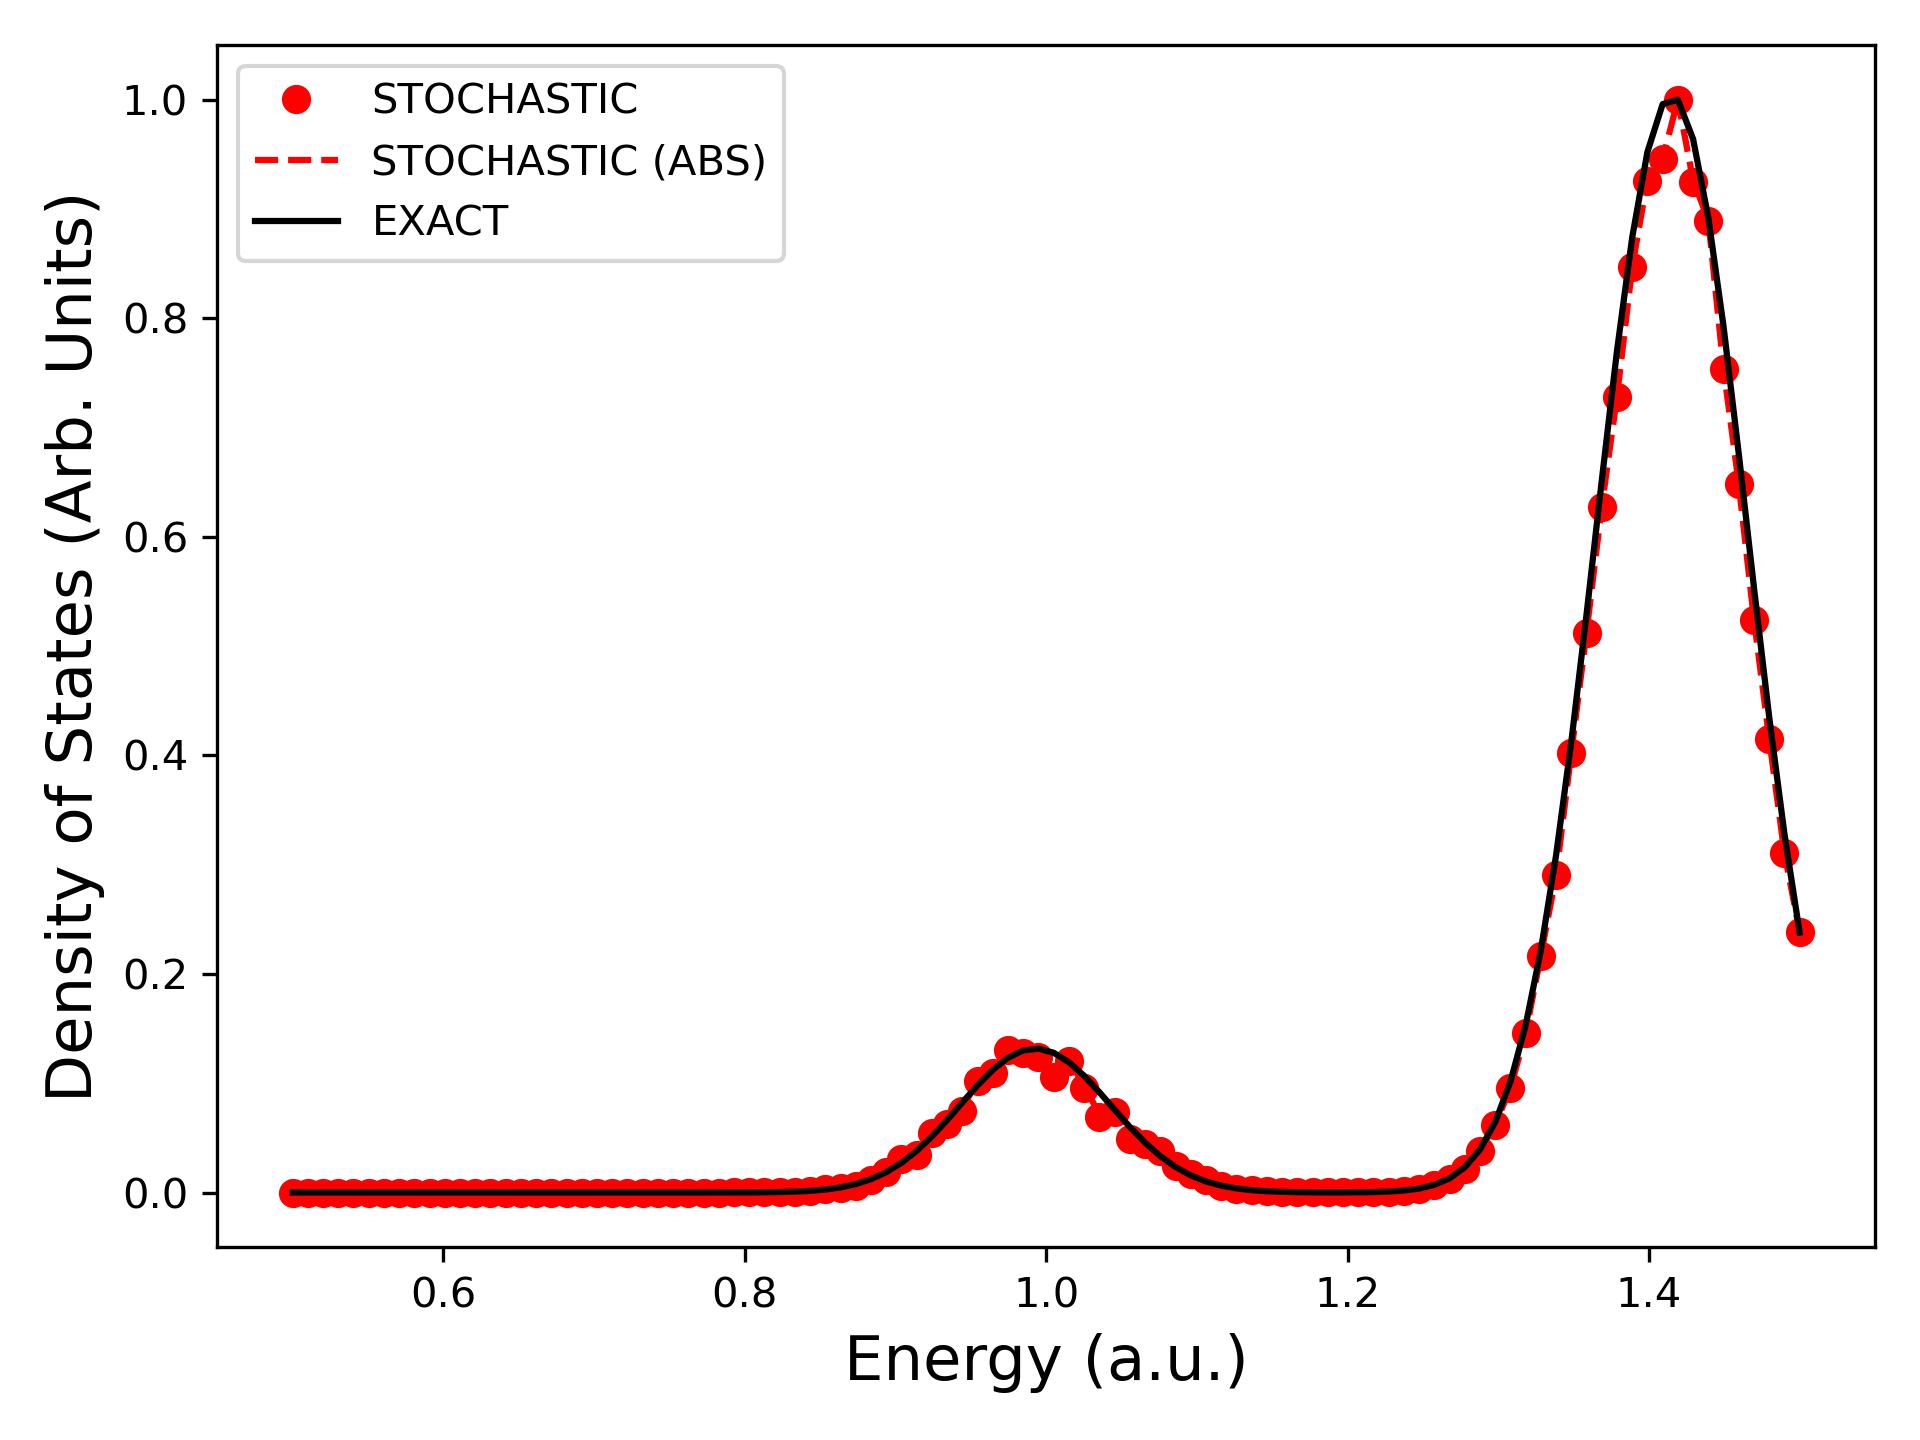 STOCHASTIC
STOCHASTIC (ABS)
EXACT
Density of States (Arb. Units)
1.0
0.8
0.6
0.4
0.2
0.0
0.6 0.8 1.0 1.2 1.4
Energy (a.u.)